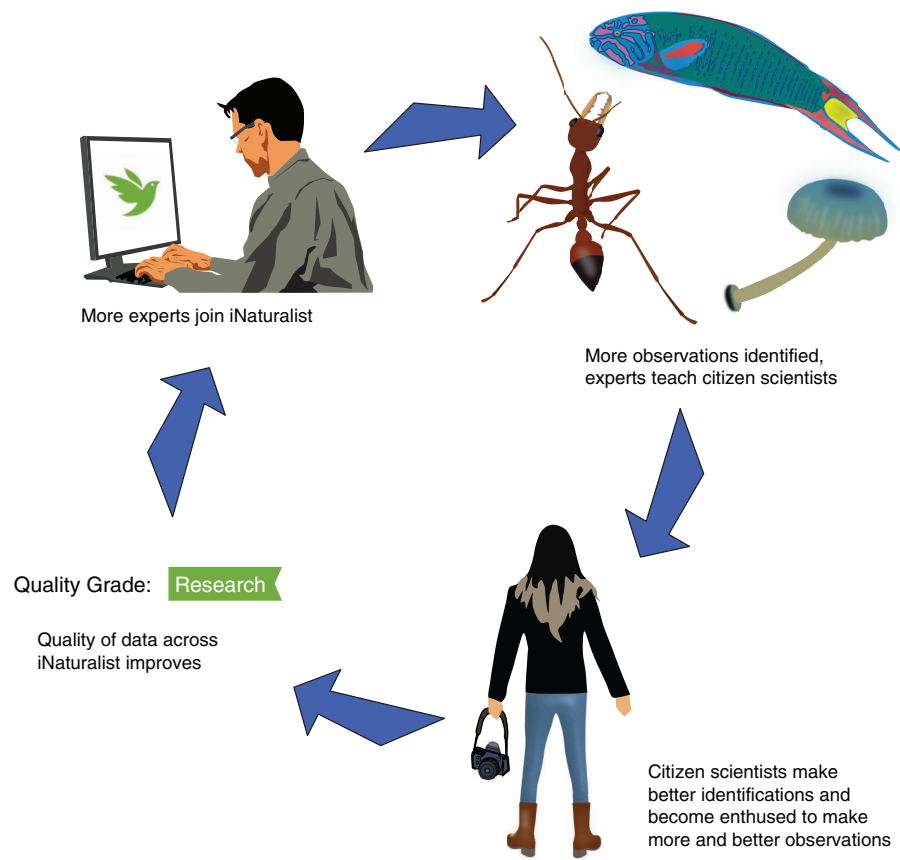 More experts join iNaturalist
More observations identified,
experts teach citizen scientists
Quality Grade: Research
Quality of data across
iNaturalist improves
Citizen scientists make
better identifications and
become enthused to make
more and better observations